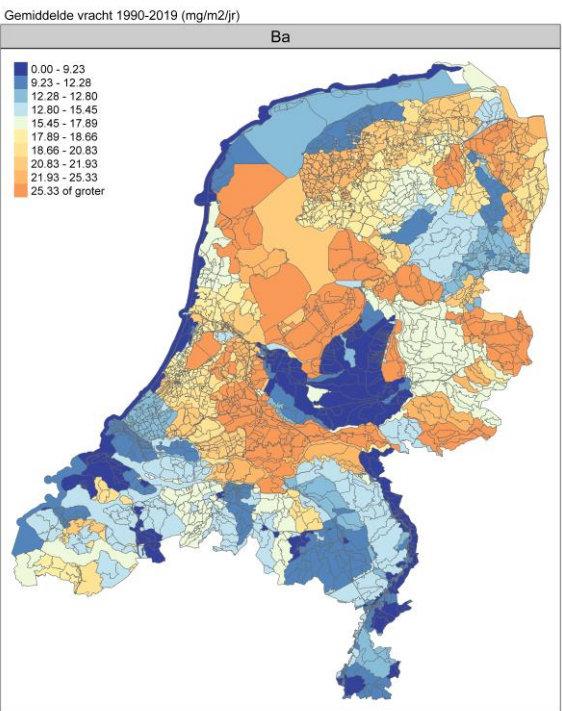 Gemiddelde vracht 1990-2019 (mg/m2/jr)
Ba
0.00 - 9.23
9.23 - 12.28
12.28 - 12.80
12.80 - 15.45
15.45 - 17.89
17.89 - 18.66
18.66 - 20.83
20.83 - 21.93
21.93 - 25.33
25.33 of groter